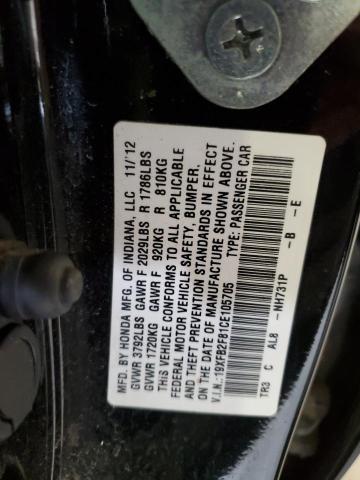 MFD. BY HONDA MFG. OF INDIANA, LLC 11/'12
GVWR 3792LBS GAWR F 2029LBS R 1786LBS
GVWR 1720KG GAWR F 920KG R 810KG
THIS VEHICLE CONFORMS TO ALL APPLICABLE
FEDERAL MOTOR VEHICLE SAFETY, BUMPER,
AND THEFT PREVENTION STANDARDS IN EFFECT
ON THE DATE OF MANUFACTURE SHOWN ABOVE.
V.I.N.:19XFB2F81CE105705 TYPE: PASSENGER CAR
TR3 C AL8 -NH731P -B -E